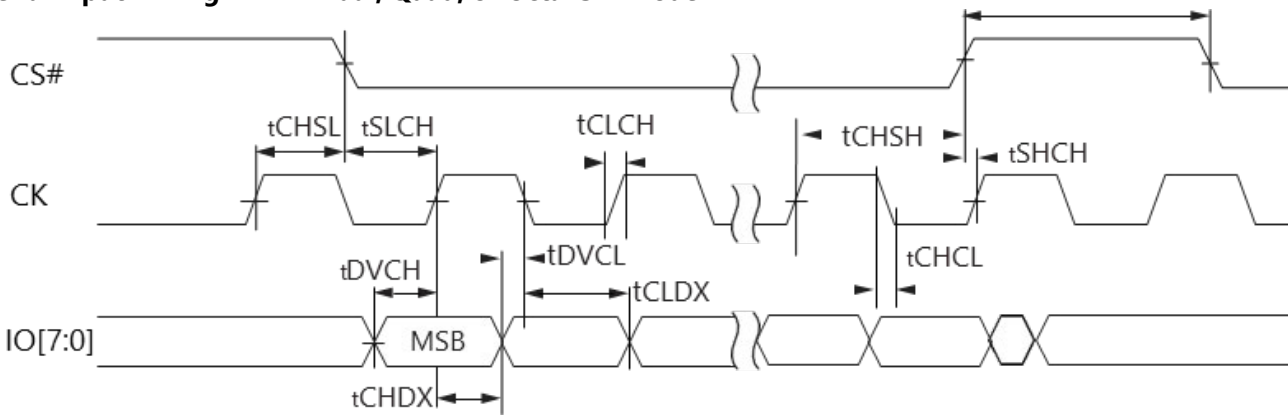 CS#
tCHSL
tSLCH
tCLCH
tCHSH
tSHCH
CK
tDVCH
tDVCL
tCLDX
tCHCL
IO[7:0]
MSB
tCHDX